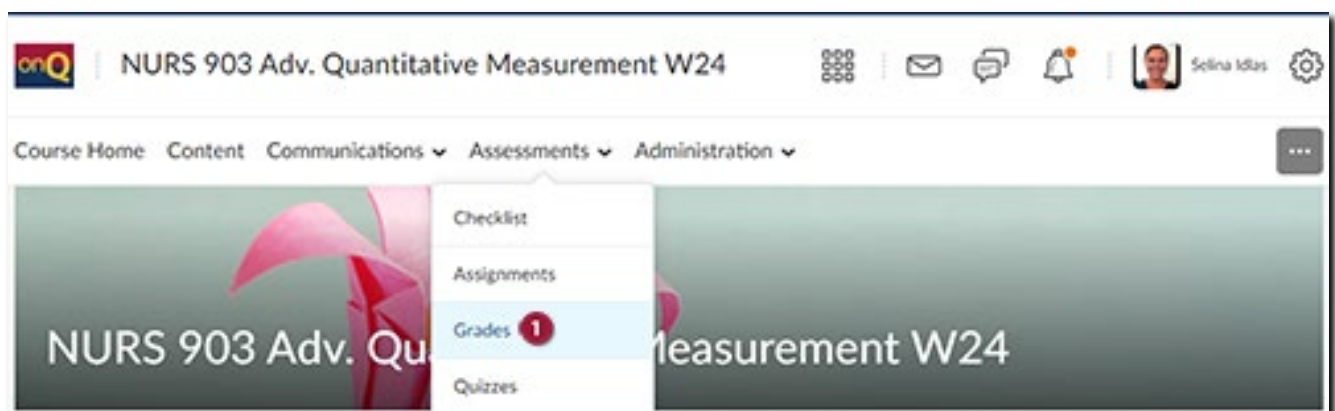 onQ NURS 903 Adv. Quantitative Measurement W24 Selina Idlas
Course Home Content Communications Assessments Administration
Checklist
Assignments
Grades 1
NURS 903 Adv. Qu leasurement W24
Quizzes